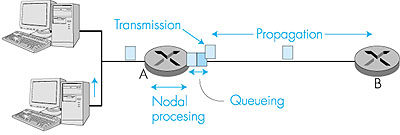 Transmission
Propagation
A
B
Nodal
procesing
Queueing